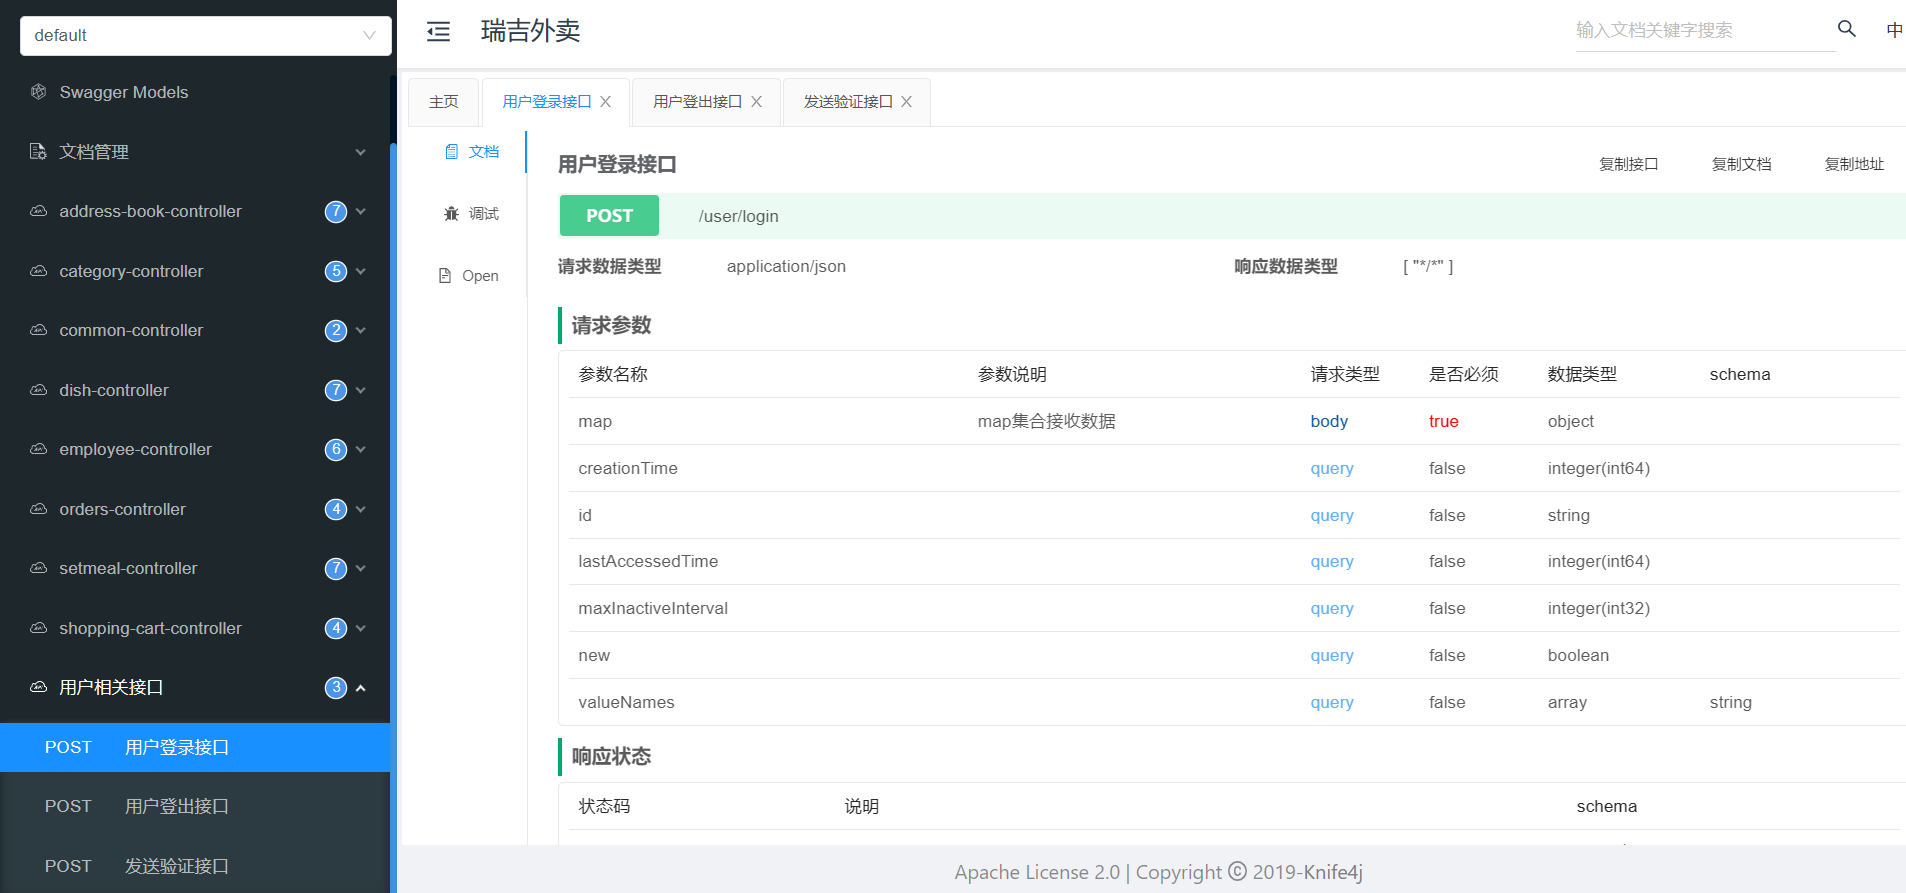 default
Swagger Models
文档管理
address-book-controller 7
category-controller 5
common-controller 2
dish-controller 7
employee-controller 6
orders-controller 4
setmeal-controller 7
shopping-cart-controller 4
用户相关接口 3
POST 用户登录接口
POST 用户登出接口
POST 发送验证接口
瑞吉外卖
输入文档关键字搜索
中
主页 用户登录接口 用户登出接口 发送验证接口
文档
调试
Open
用户登录接口
复制接口 复制文档 复制地址
POST /user/login
请求数据类型 application/json 响应数据类型 [ "*/*" ]
请求参数
参数名称 参数说明 请求类型 是否必须 数据类型 schema
map map集合接收数据 body true object
creationTime query false integer(int64)
id query false string
lastAccessedTime query false integer(int64)
maxInactiveInterval query false integer(int32)
new query false boolean
valueNames query false array string
响应状态
状态码 说明 schema
Apache License 2.0 | Copyright © 2019-Knife4j